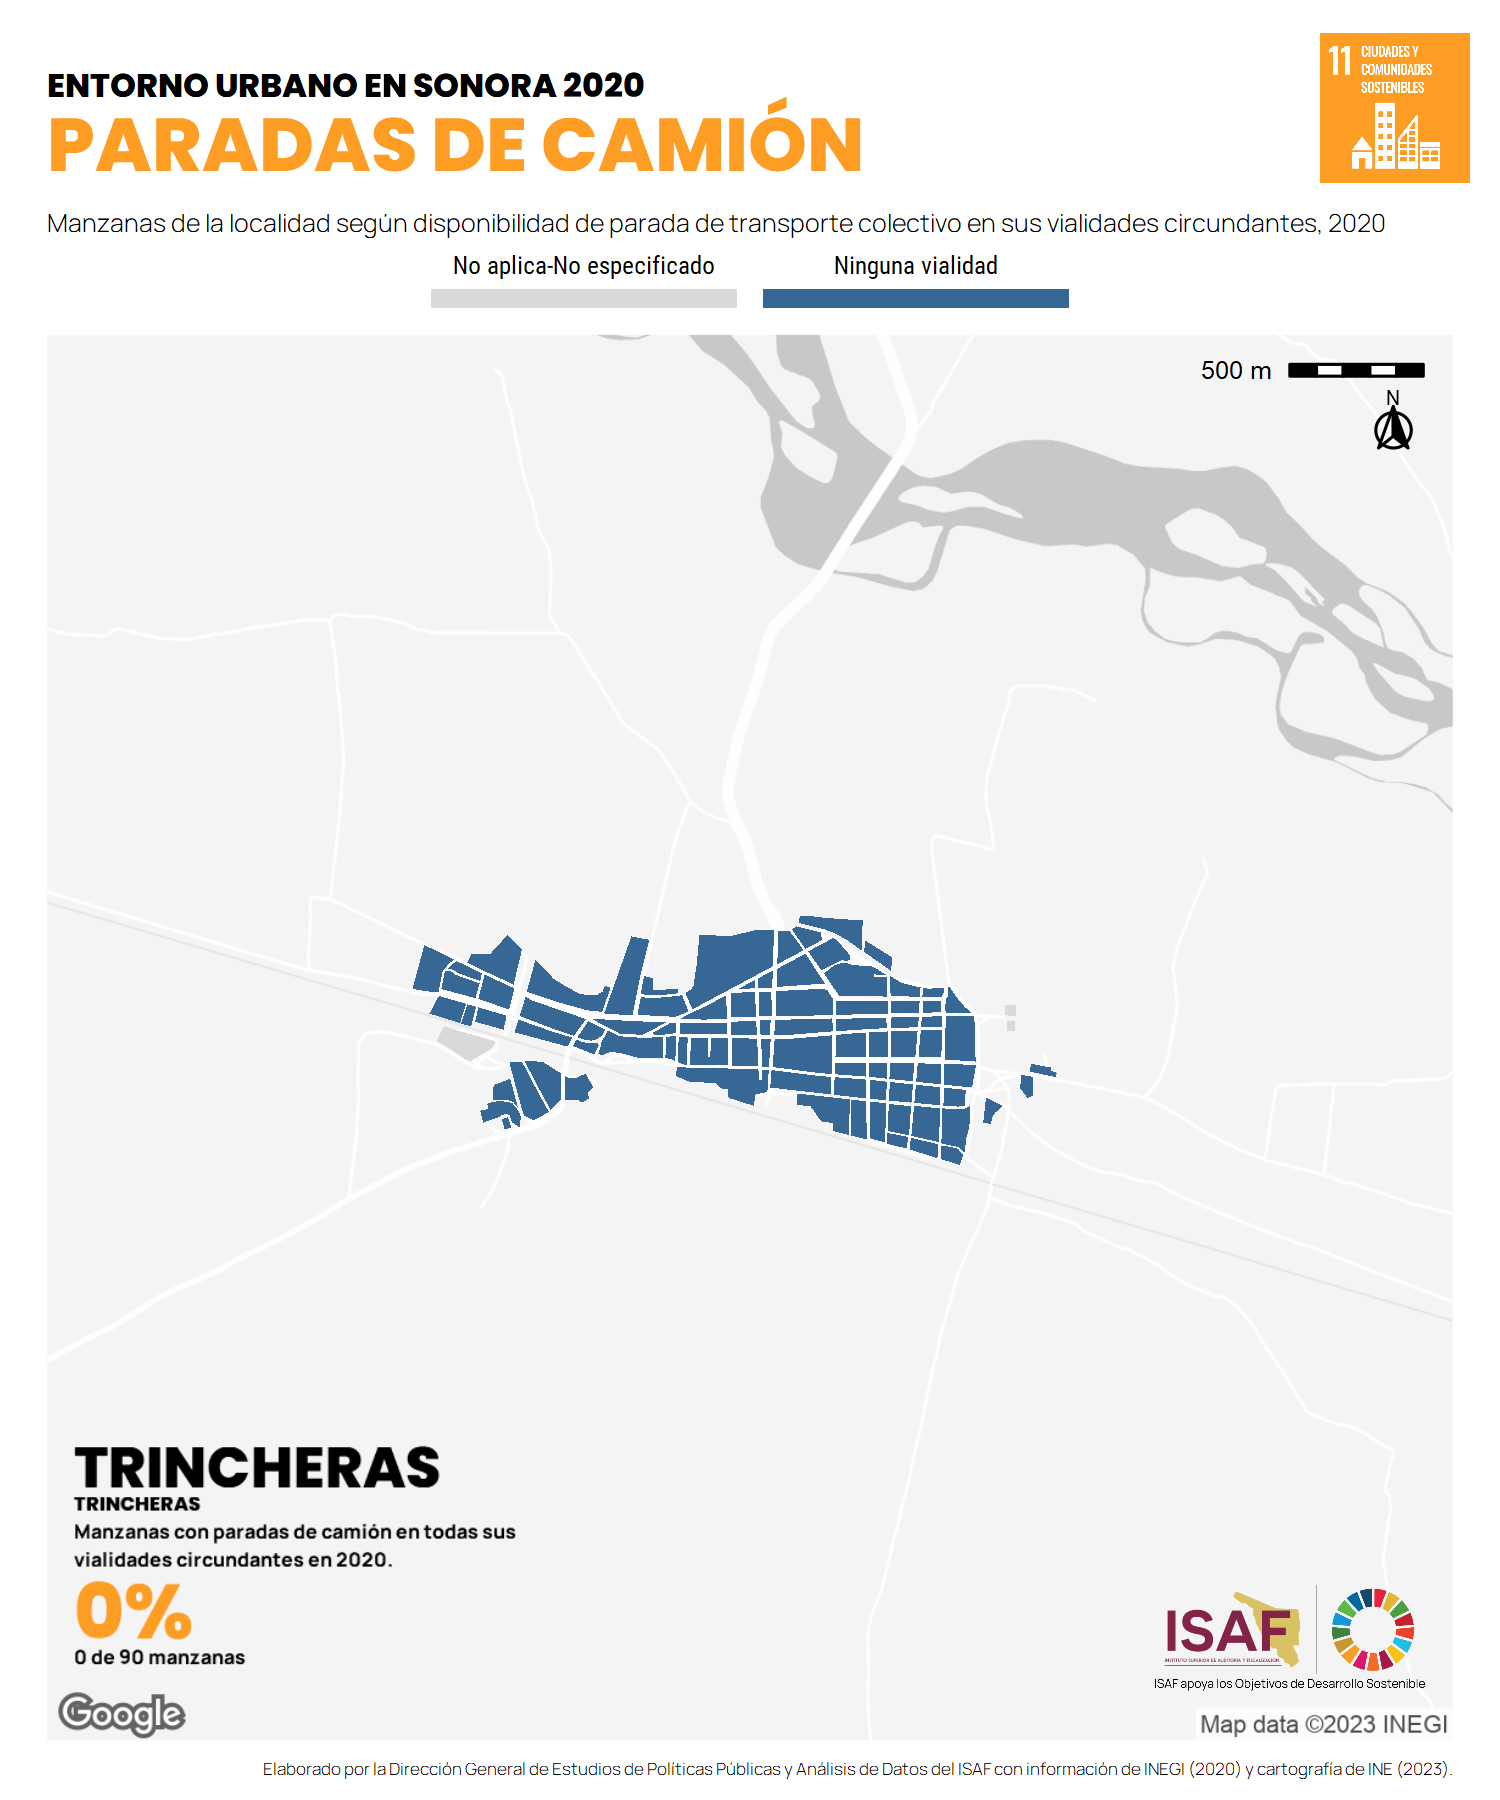 ENTORNO URBANO EN SONORA 2020
PARADAS DE CAMIÓN
11 CIUDADES Y
COMUNIDADES
SOSTENIBLES
Manzanas de la localidad según disponibilidad de parada de transporte colectivo en sus vialidades circundantes, 2020
No aplica-No especificado
Ninguna vialidad
500 m
N
TRINCHERAS
TRINCHERAS
Manzanas con paradas de camión en todas sus
vialidades circundantes en 2020.
0%
0 de 90 manzanas
ISAF
INSTITUTO SUPERIOR DE AUDITORÍA Y FISCALIZACIÓN
ISAF apoya los Objetivos de Desarrollo Sostenible
Google
Map data ©2023 INEGI
Elaborado por la Dirección General de Estudios de Políticas Públicas y Análisis de Datos del ISAF con información de INEGI (2020) y cartografía de INE (2023).